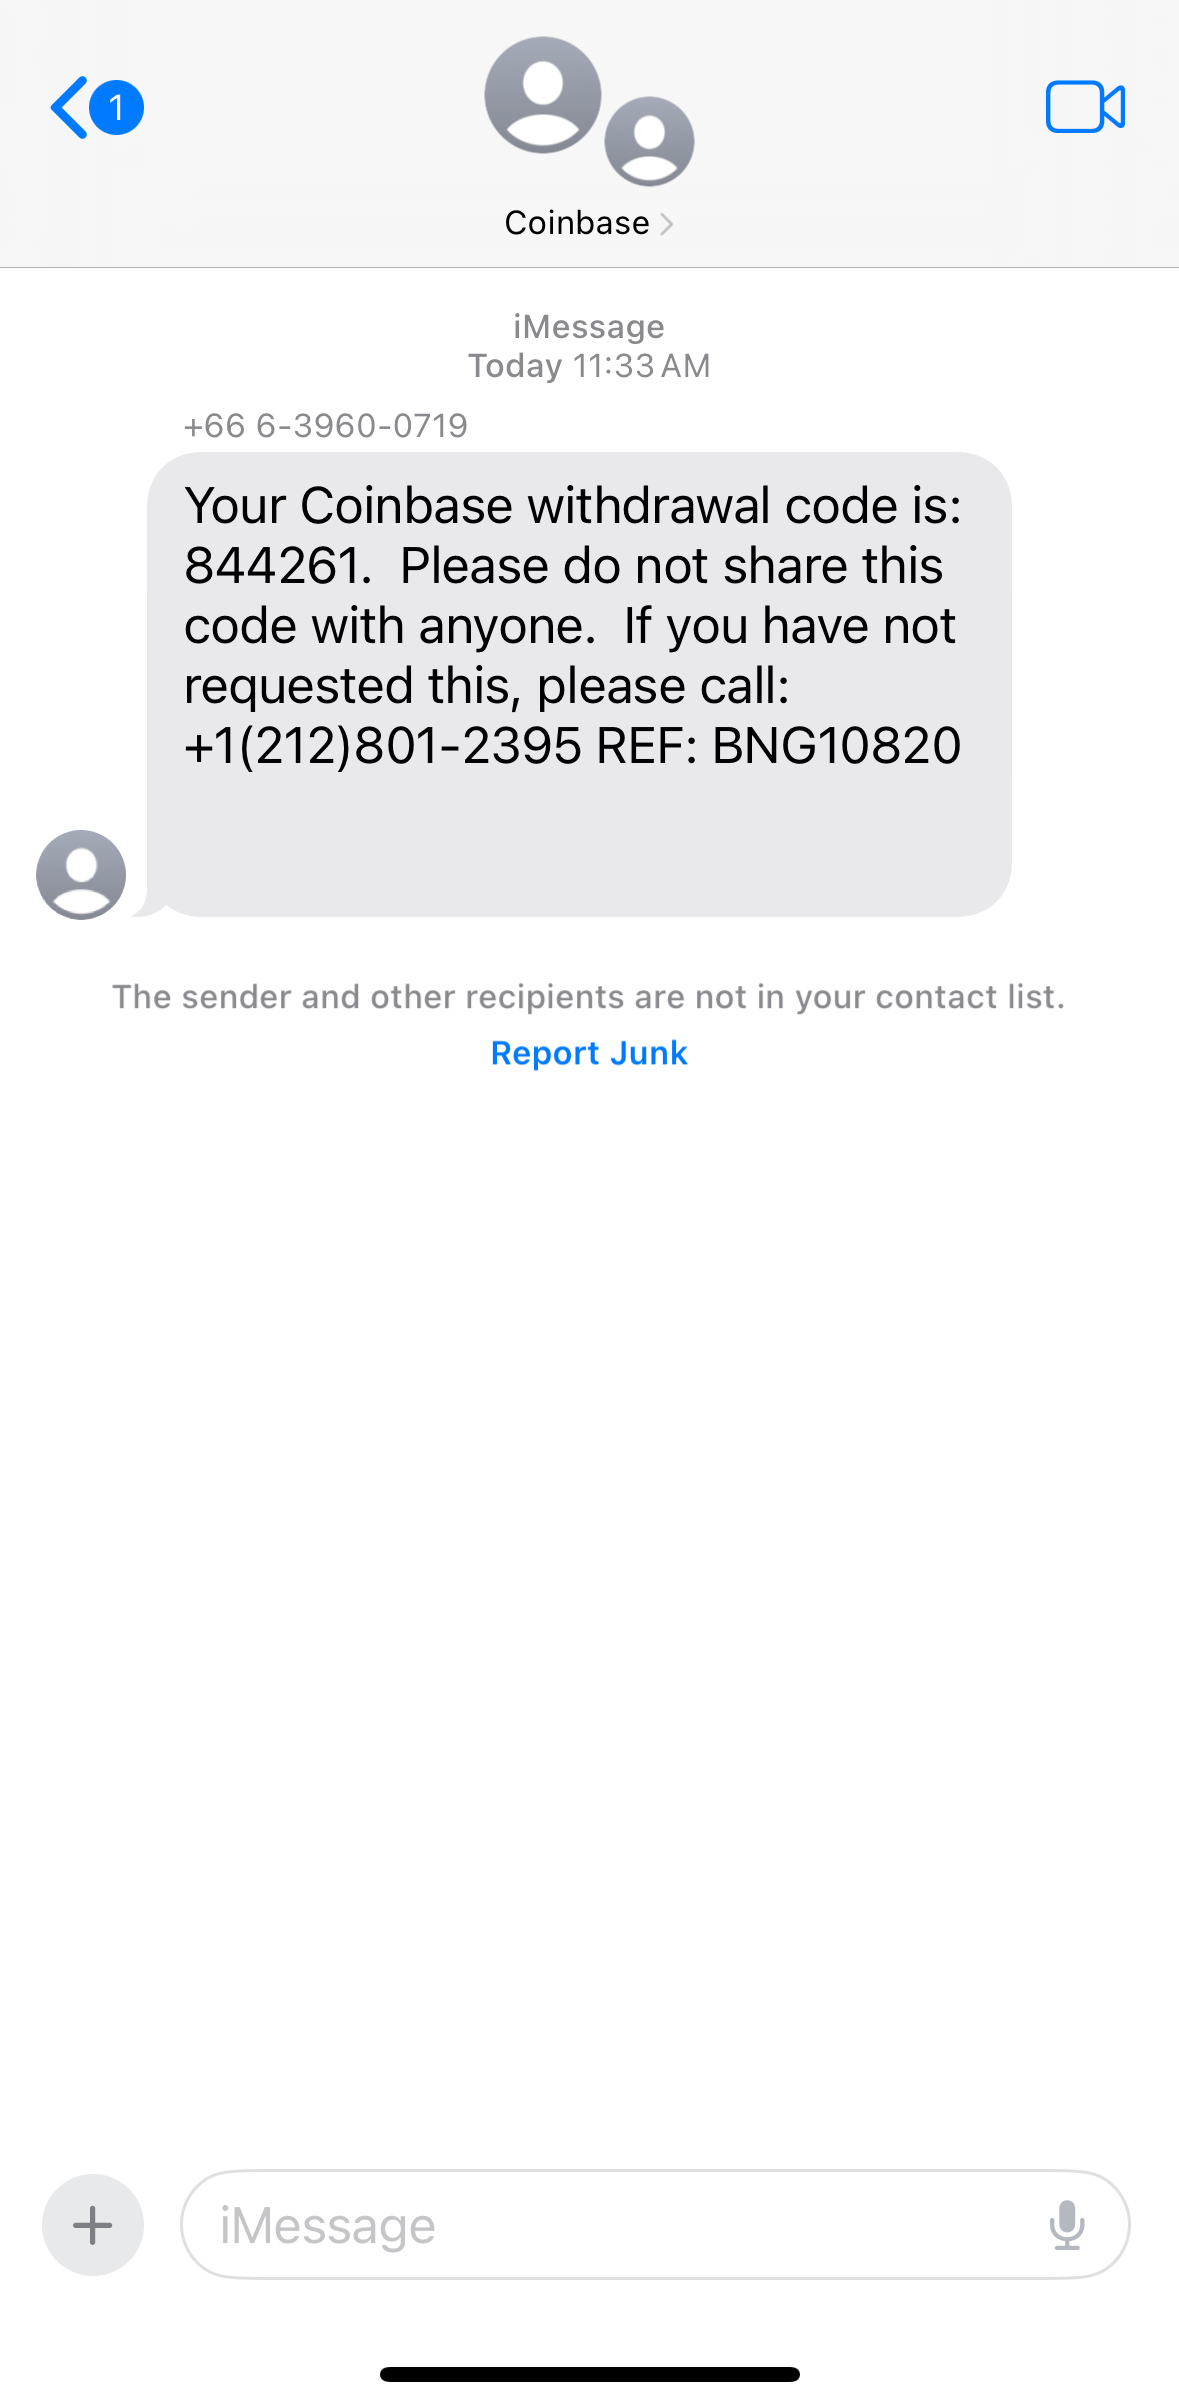 1
Coinbase
iMessage
Today 11:33 AM
+66 6-3960-0719
Your Coinbase withdrawal code is:
844261.  Please do not share this
code with anyone.  If you have not
requested this, please call:
+1(212)801-2395 REF: BNG10820
The sender and other recipients are not in your contact list.
Report Junk
iMessage